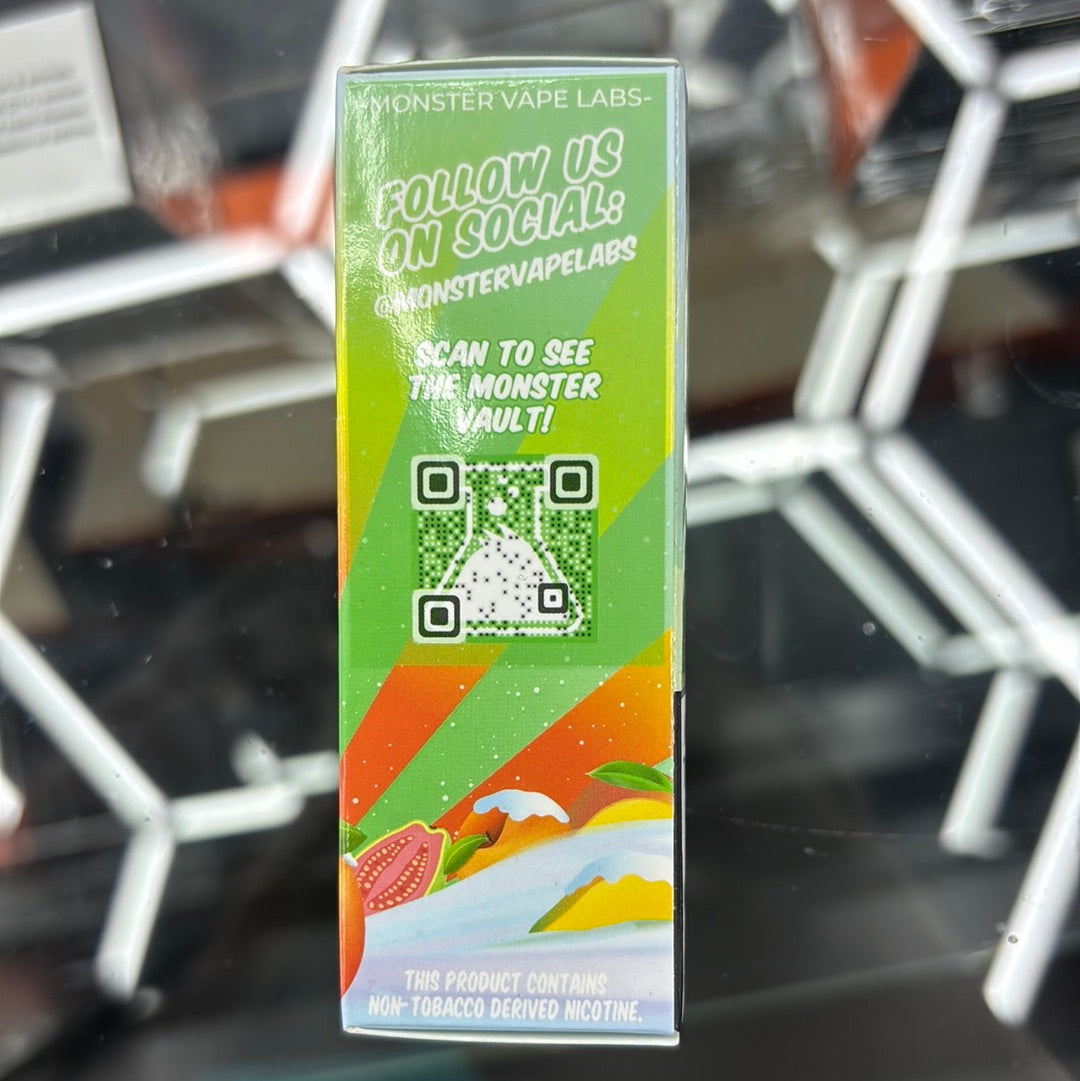 -MONSTER VAPE LABS-
FOLLOW US
ON SOCIAL:
@MONSTERVAPELABS
SCAN TO SEE
THE MONSTER
VAULT!
THIS PRODUCT CONTAINS
NON-TOBACCO DERIVED NICOTINE.